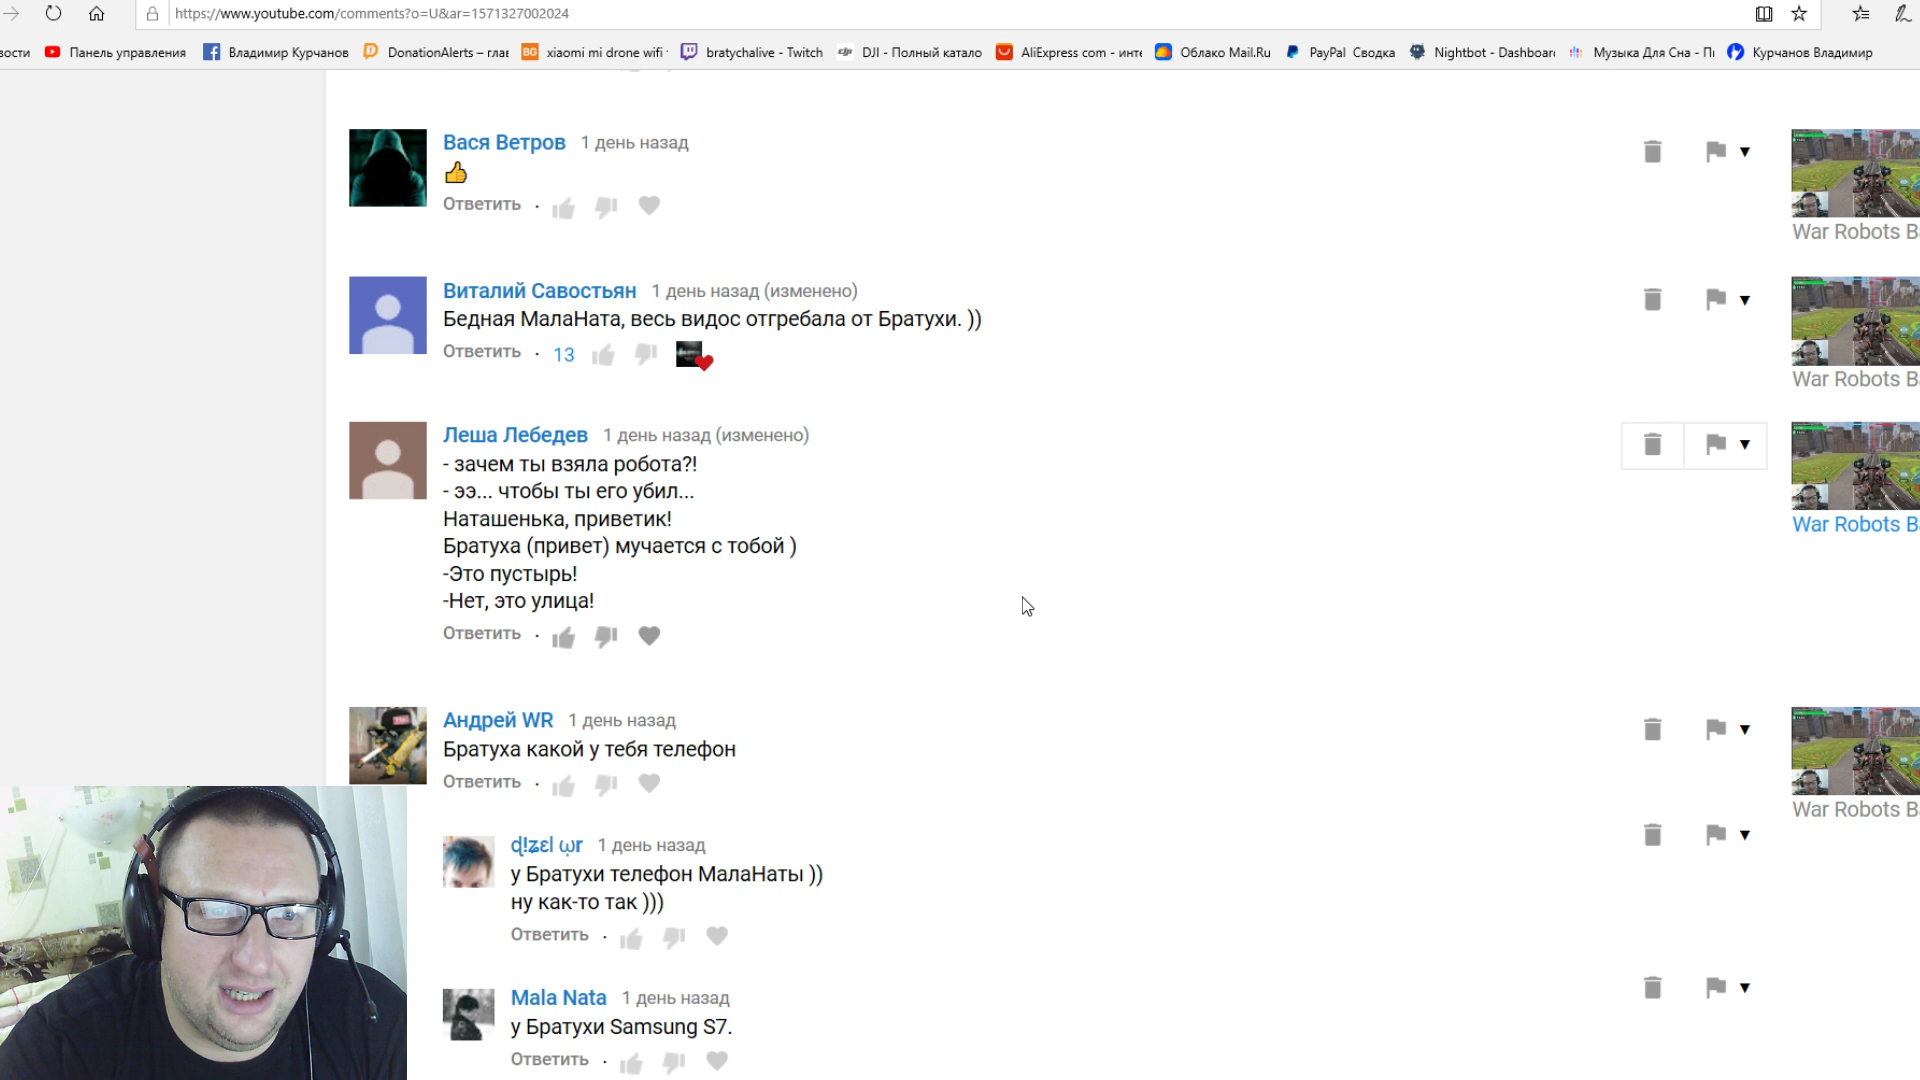 https://www.youtube.com/comments?o=U&ar=1571327002024
вости Панель управления Владимир Курчанов DonationAlerts – глав xiaomi mi drone wifi bratychalive - Twitch DJI - Полный катало AliExpress com - инте Облако Mail.Ru PayPal Сводка Nightbot - Dashboar Музыка Для Сна - Пı Курчанов Владимир
Вася Ветров 1 день назад
👍
Ответить ·
War Robots B
Виталий Савостьян 1 день назад (изменено)
Бедная МалаНата, весь видос отгребала от Братухи. ))
Ответить · 13
War Robots B
Леша Лебедев 1 день назад (изменено)
- зачем ты взяла робота?!
- ээ... чтобы ты его убил...
Наташенька, приветик!
Братуха (привет) мучается с тобой )
-Это пустырь!
-Нет, это улица!
Ответить ·
War Robots B
Андрей WR 1 день назад
Братуха какой у тебя телефон
Ответить ·
War Robots B
ɖ!ʑɛl ῳr 1 день назад
у Братухи телефон МалаНаты ))
ну как-то так )))
Ответить ·
Mala Nata 1 день назад
у Братухи Samsung S7.
Ответить ·